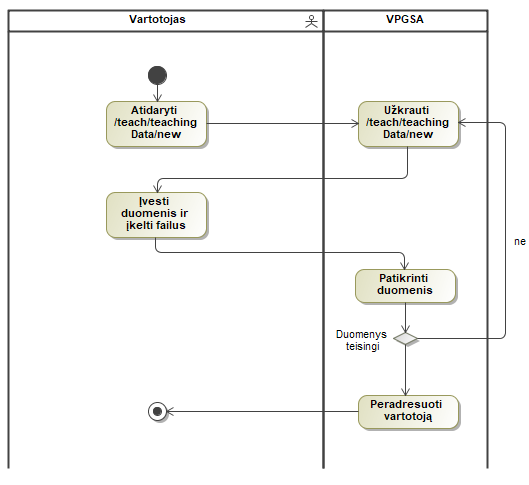 Vartotojas
VPGSA
Atidaryti
/teach/teaching
Data/new
Užkrauti
/teach/teaching
Data/new
Įvesti
duomenis ir
įkelti failus
ne
Patikrinti
duomenis
Duomenys
teisingi
Peradresuoti
vartotoją